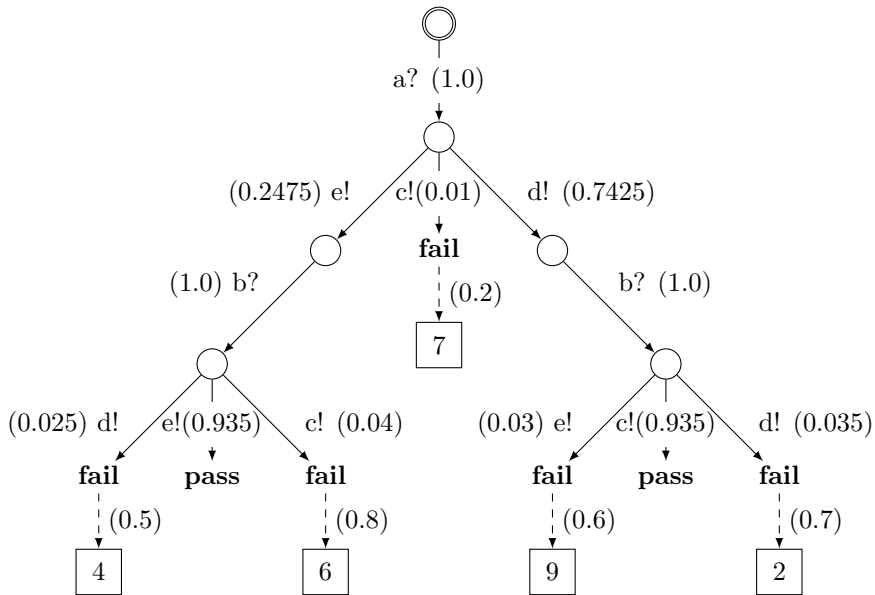 a? (1.0)
(0.2475) e! c!(0.01) d! (0.7425)
fail
(1.0) b? (0.2) b? (1.0)
7
(0.025) d! e!(0.935) c! (0.04) (0.03) e! c!(0.935) d! (0.035)
fail pass fail fail pass fail
(0.5) (0.8) (0.6) (0.7)
4 6 9 2